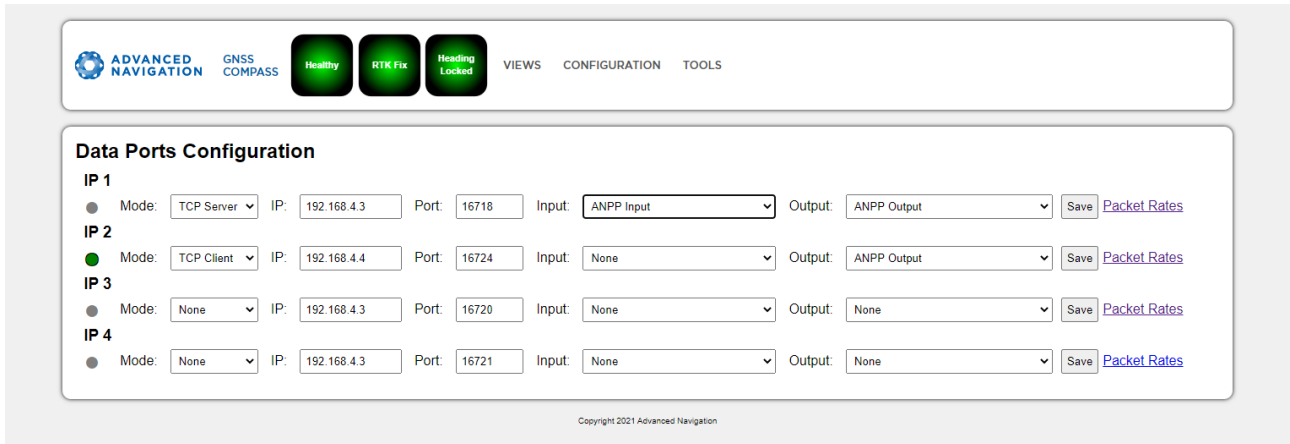 ADVANCED NAVIGATION GNSS COMPASS Healthy RTK Fix Heading Locked VIEWS CONFIGURATION TOOLS
Data Ports Configuration
IP 1
Mode: TCP Server IP: 192.168.4.3 Port: 16718 Input: ANPP Input Output: ANPP Output Save Packet Rates
IP 2
Mode: TCP Client IP: 192.168.4.4 Port: 16724 Input: None Output: ANPP Output Save Packet Rates
IP 3
Mode: None IP: 192.168.4.3 Port: 16720 Input: None Output: None Save Packet Rates
IP 4
Mode: None IP: 192.168.4.3 Port: 16721 Input: None Output: None Save Packet Rates
Copyright 2021 Advanced Navigation